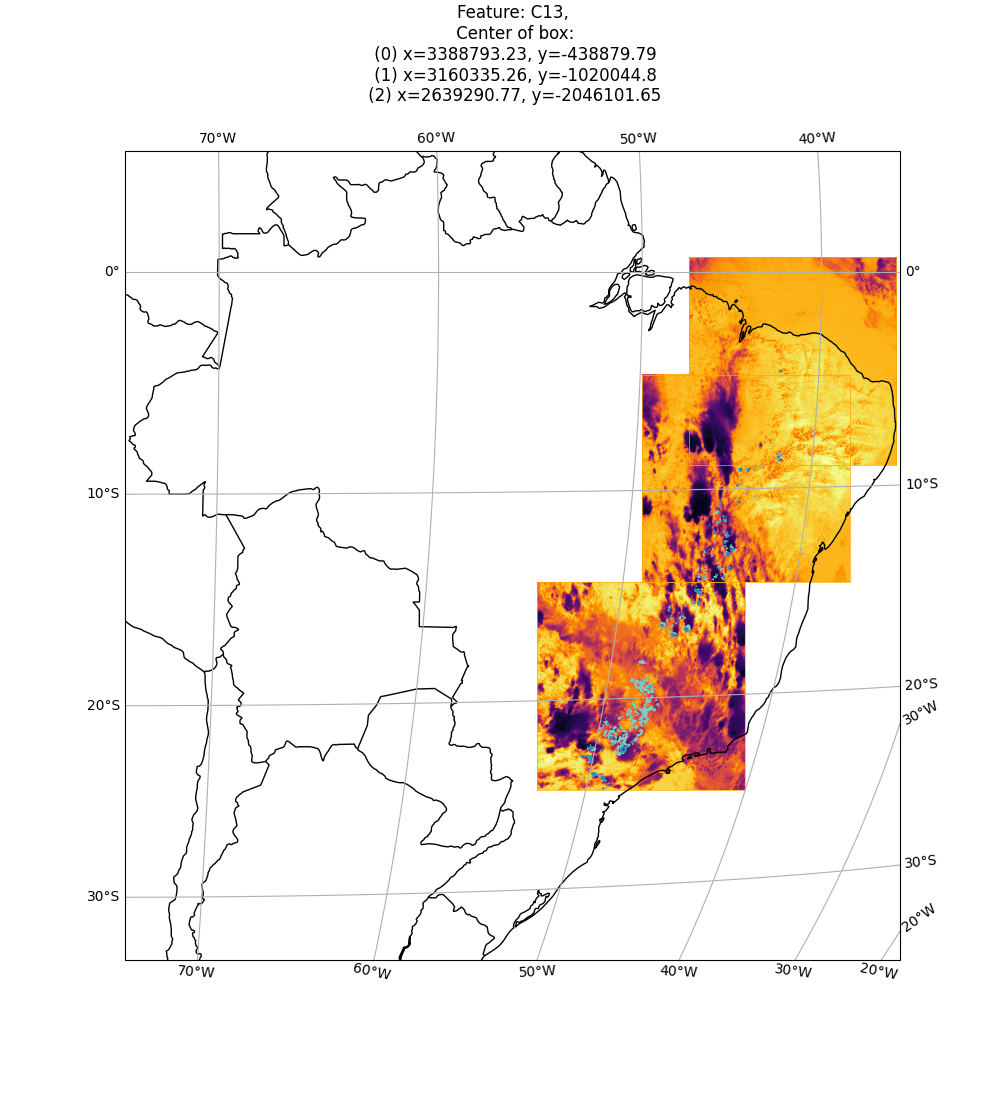 Feature: C13,
Center of box:
(0) x=3388793.23, y=-438879.79
(1) x=3160335.26, y=-1020044.8
(2) x=2639290.77, y=-2046101.65
70°W 60°W 50°W 40°W
0° 0°
10°S 10°S
20°S 20°S
30°W
30°S 30°S
20°W
70°W 60°W 50°W 40°W 30°W 20°W